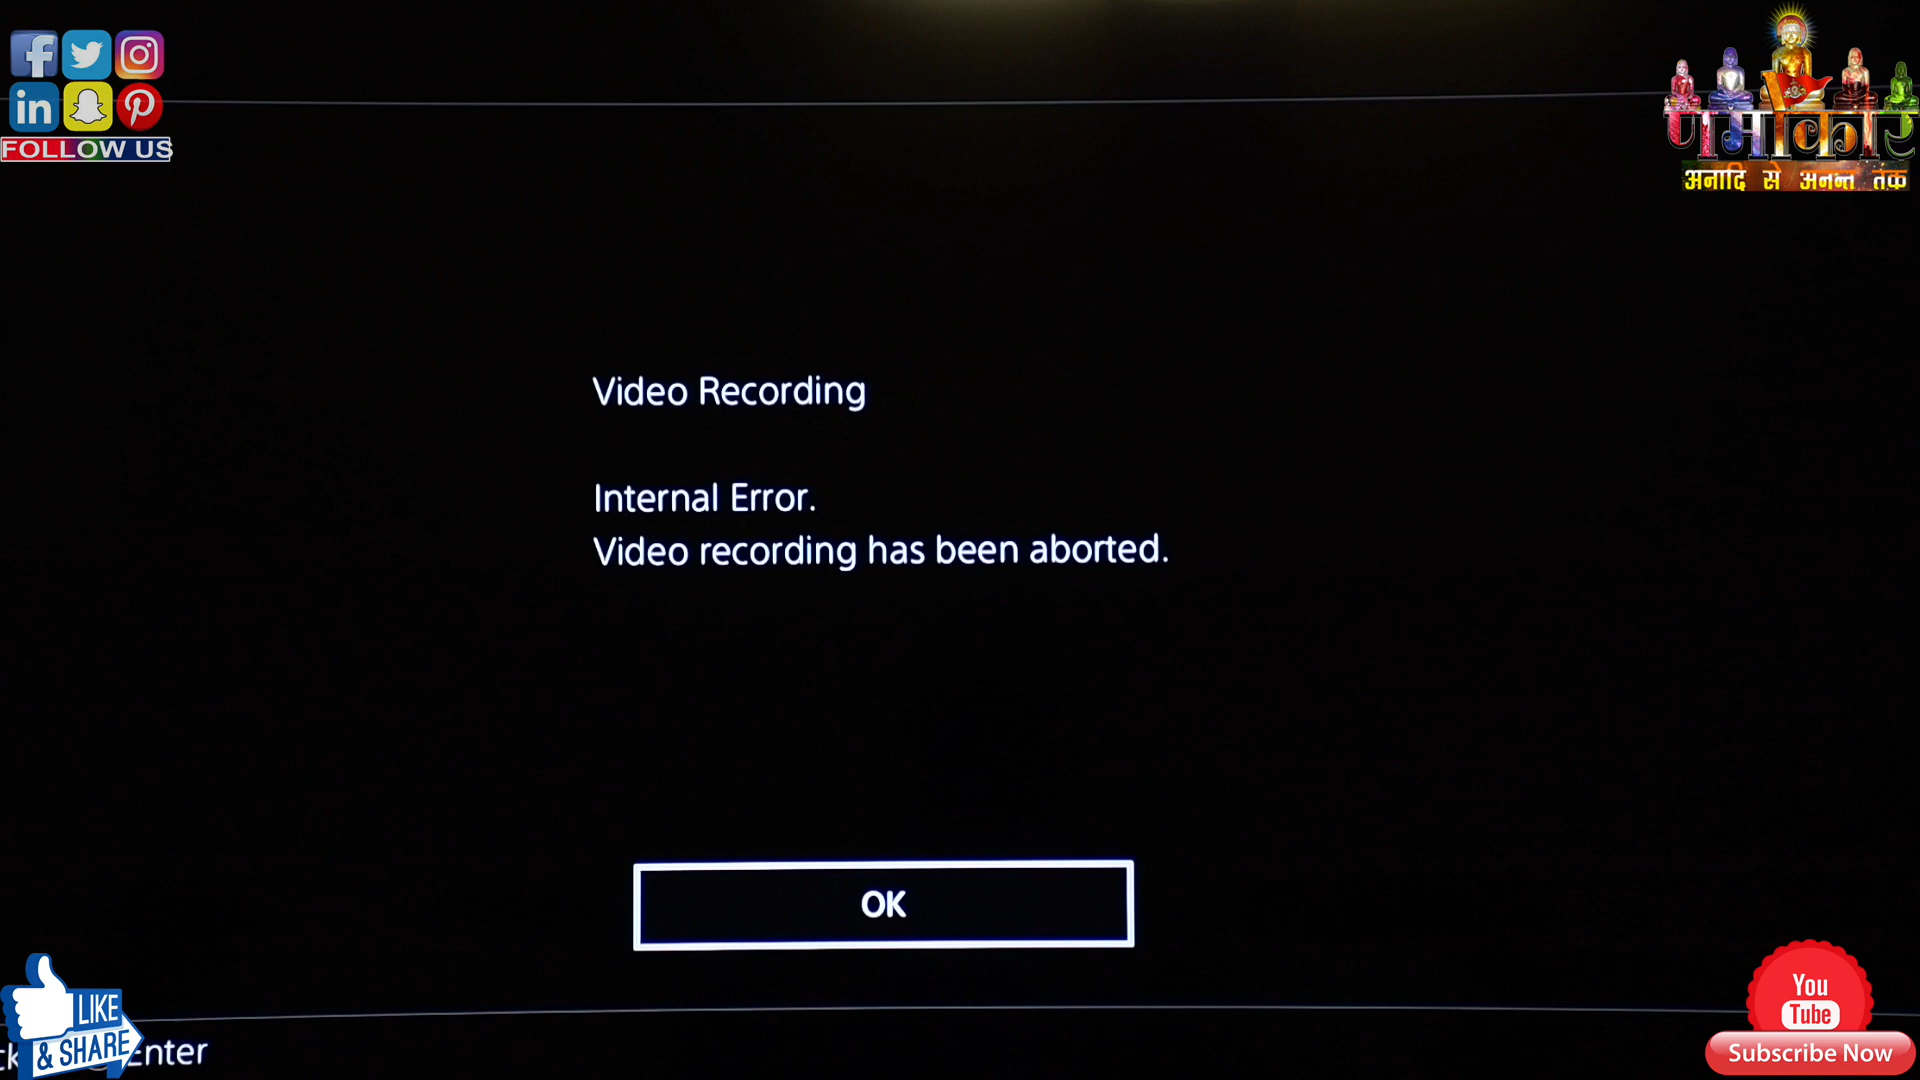 FOLLOW US
णमोकार
अनादि से अनन्त तक
Video Recording
Internal Error.
Video recording has been aborted.
OK
LIKE
& SHARE
Enter
You
Tube
Subscribe Now